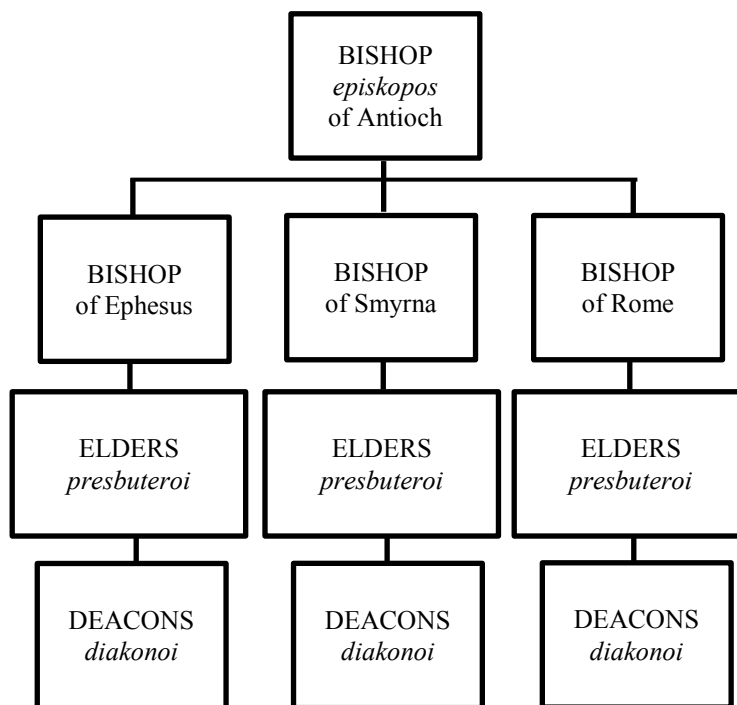 BISHOP
episkopos
of Antioch
BISHOP
of Ephesus
BISHOP
of Smyrna
BISHOP
of Rome
ELDERS
presbuteroi
ELDERS
presbuteroi
ELDERS
presbuteroi
DEACONS
diakonoi
DEACONS
diakonoi
DEACONS
diakonoi